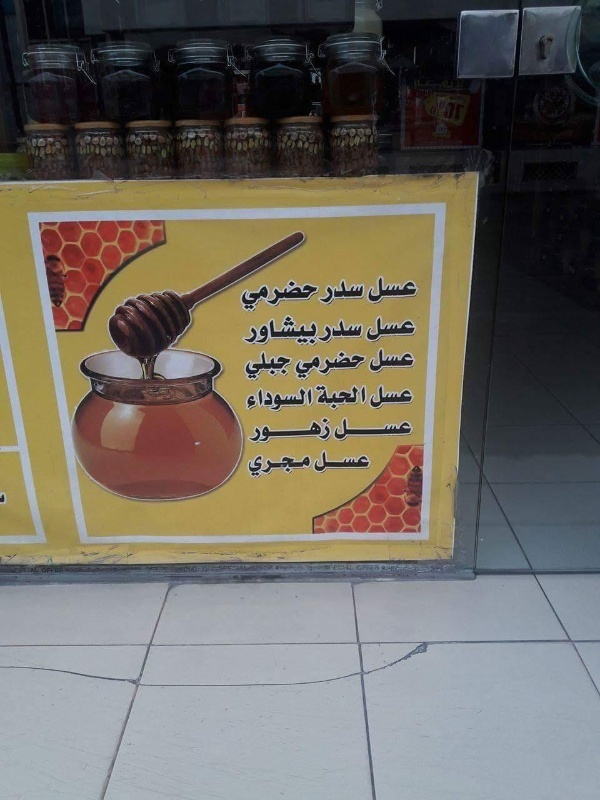 عسل سدر حضرمي
عسل سدر بيشاور
عسل حضرمي جبلي
عسل الحبة السوداء
عسل زهور
عسل مجري